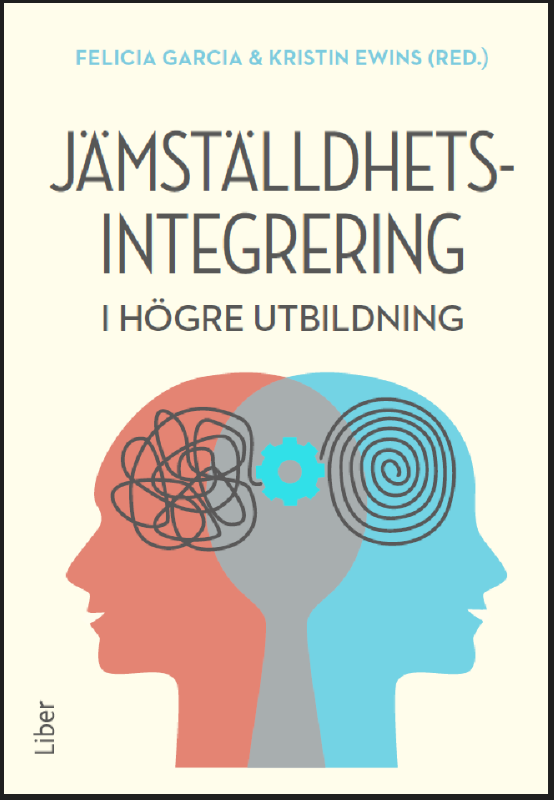 FELICIA GARCIA & KRISTIN EWINS (RED.)
JÄMSTÄLLDHETS-
INTEGRERING
I HÖGRE UTBILDNING
Liber